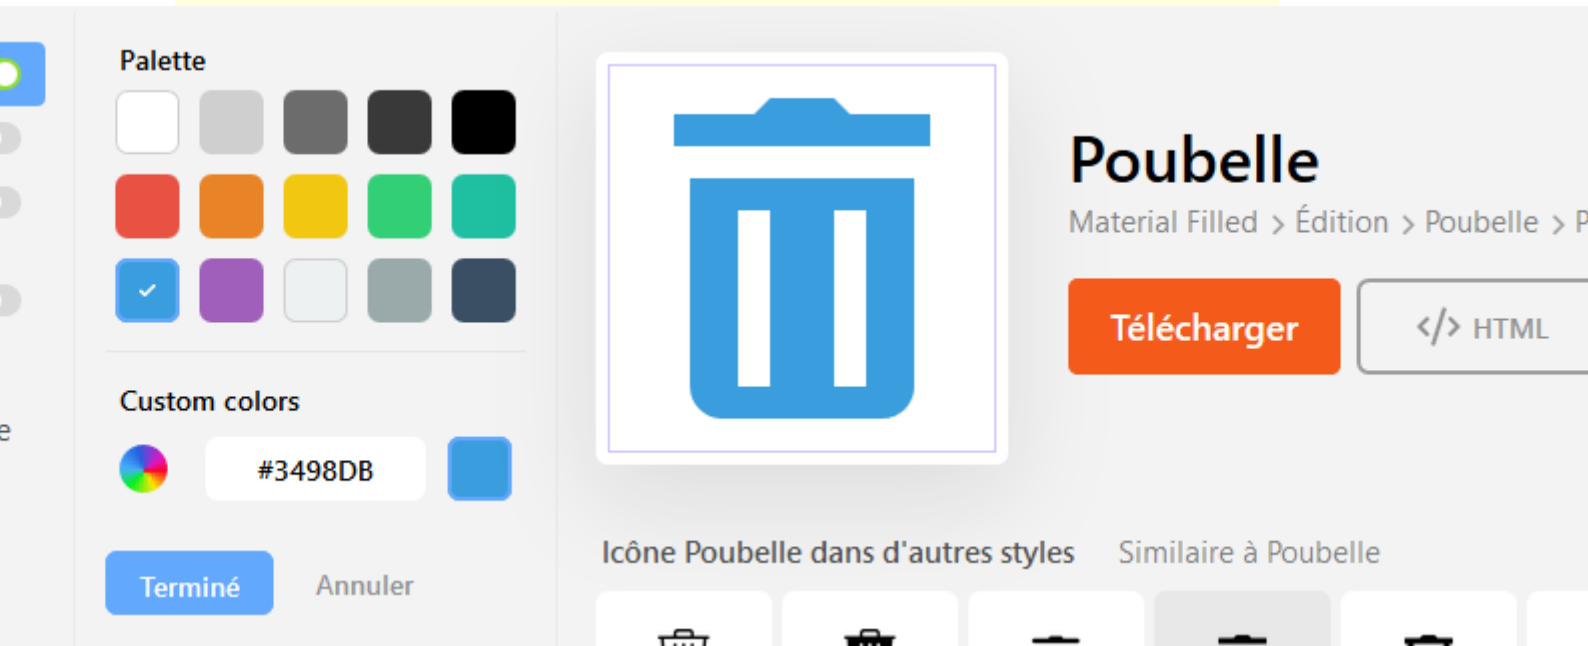 Palette
Custom colors
#3498DB
Terminé
Annuler
Poubelle
Material Filled > Édition > Poubelle > P
Télécharger
</> HTML
Icône Poubelle dans d'autres styles
Similaire à Poubelle
e